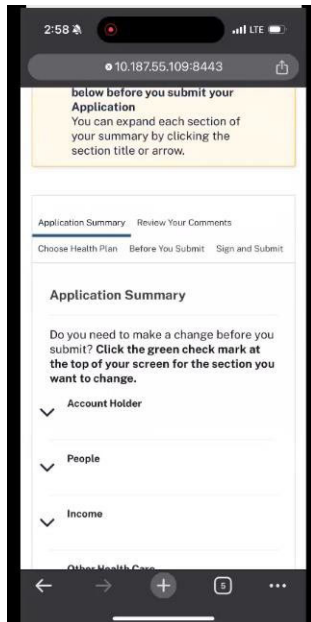 2:58
LTE
10.187.55.109:8443
below before you submit your
Application
You can expand each section of
your summary by clicking the
section title or arrow.
Application Summary Review Your Comments
Choose Health Plan Before You Submit Sign and Submit
Application Summary
Do you need to make a change before you
submit? Click the green check mark at
the top of your screen for the section you
want to change.
Account Holder
People
Income
Other Health Care
5